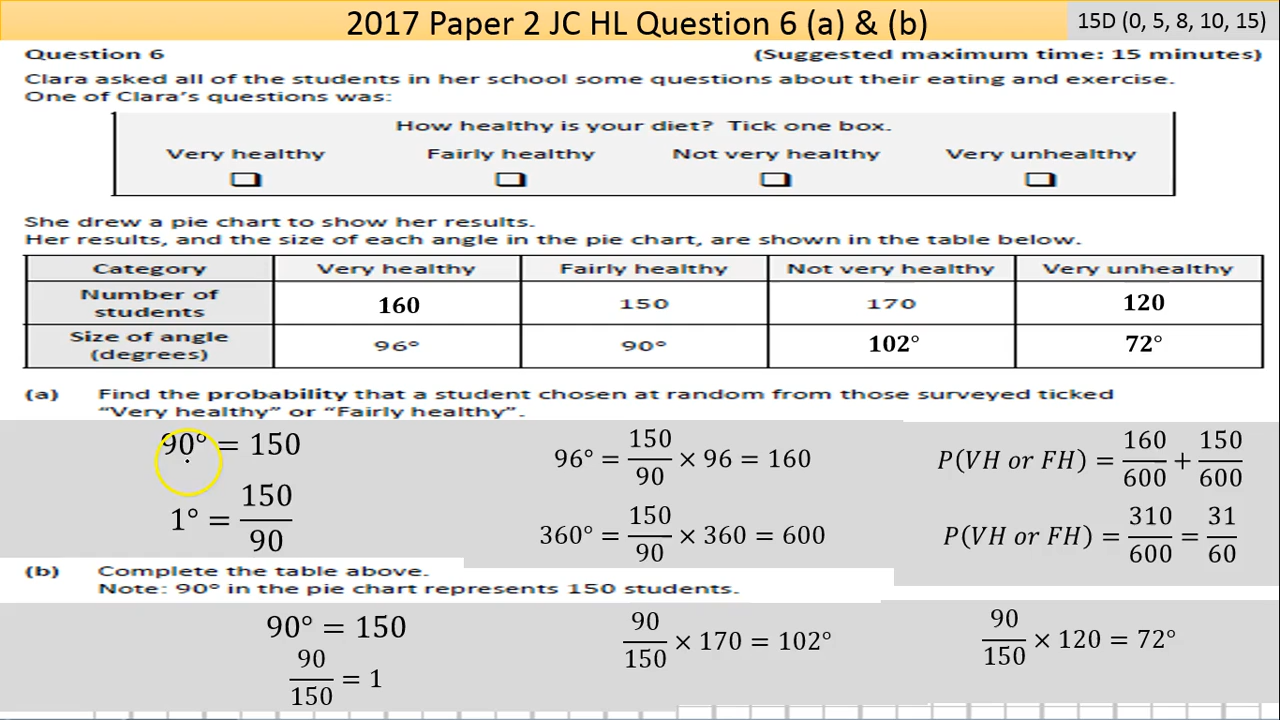 2017 Paper 2 JC HL Question 6 (a) & (b)
15D (0, 5, 8, 10, 15)
Question 6 (Suggested maximum time: 15 minutes)
Clara asked all of the students in her school some questions about their eating and exercise.
One of Clara's questions was:
How healthy is your diet? Tick one box.
Very healthy Fairly healthy Not very healthy Very unhealthy
She drew a pie chart to show her results.
Her results, and the size of each angle in the pie chart, are shown in the table below.
Category Very healthy Fairly healthy Not very healthy Very unhealthy
Number of students 160 150 170 120
Size of angle (degrees) 96° 90° 102° 72°
(a) Find the probability that a student chosen at random from those surveyed ticked
"Very healthy" or "Fairly healthy".
90° = 150
1° = 150/90
96° = 150/90 × 96 = 160
360° = 150/90 × 360 = 600
P(VH or FH) = 160/600 + 150/600
P(VH or FH) = 310/600 = 31/60
(b) Complete the table above.
Note: 90° in the pie chart represents 150 students.
90° = 150
90/150 = 1
90/150 × 170 = 102°
90/150 × 120 = 72°